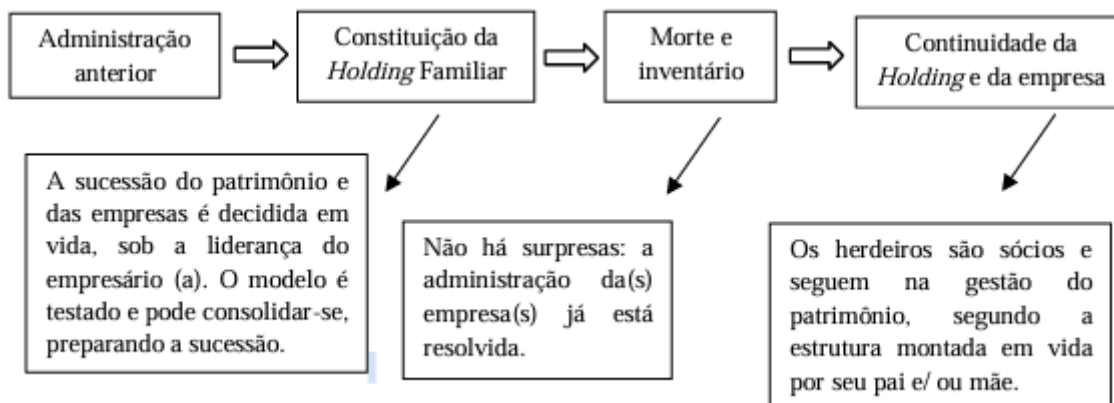 Administração
anterior
Constituição da
Holding Familiar
Morte e
inventário
Continuidade da
Holding e da empresa
A sucessão do patrimônio e
das empresas é decidida em
vida, sob a liderança do
empresário (a). O modelo é
testado e pode consolidar-se,
preparando a sucessão.
Não há surpresas: a
administração da(s)
empresa(s) já está
resolvida.
Os herdeiros são sócios e
seguem na gestão do
patrimônio, segundo a
estrutura montada em vida
por seu pai e/ ou mãe.